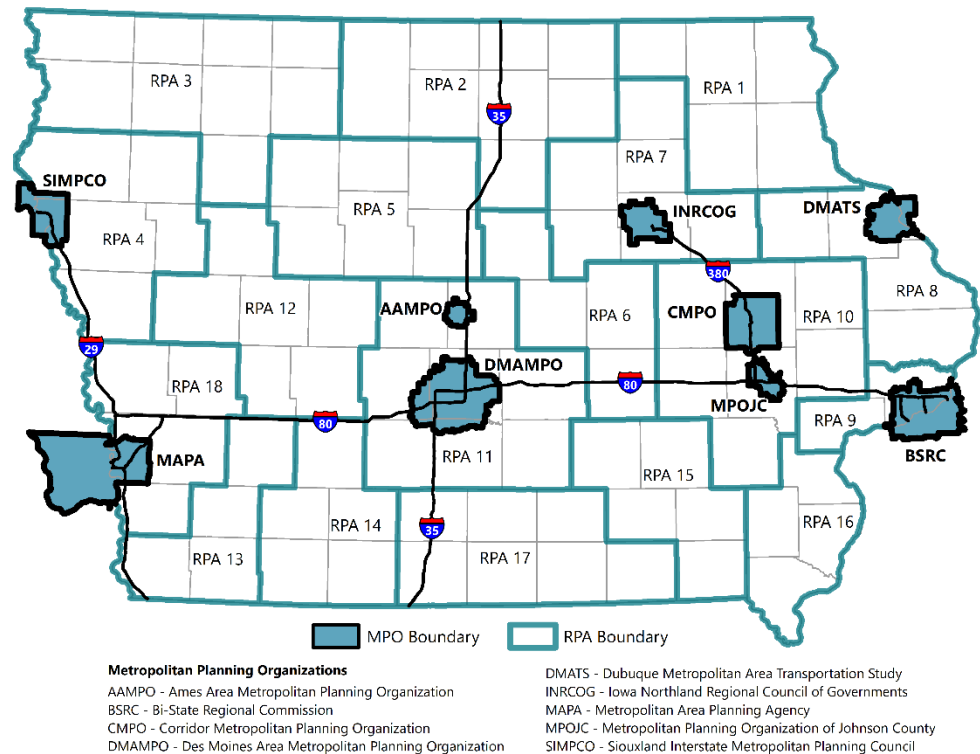 RPA 3
RPA 2
RPA 1
35
RPA 7
SIMPCO
INRCOG
DMATS
RPA 5
RPA 4
380
RPA 8
RPA 12
AAMPO
RPA 6
CMPO
RPA 10
29
DMAMPO
RPA 18
80
MPOJC
80
RPA 9
MAPA
RPA 11
BSRC
RPA 15
RPA 14
35
RPA 16
RPA 13
RPA 17
MPO Boundary
RPA Boundary
Metropolitan Planning Organizations
AAMPO - Ames Area Metropolitan Planning Organization
BSRC - Bi-State Regional Commission
CMPO - Corridor Metropolitan Planning Organization
DMAMPO - Des Moines Area Metropolitan Planning Organization
DMATS - Dubuque Metropolitan Area Transportation Study
INRCOG - Iowa Northland Regional Council of Governments
MAPA - Metropolitan Area Planning Agency
MPOJC - Metropolitan Planning Organization of Johnson County
SIMPCO - Siouxland Interstate Metropolitan Planning Council